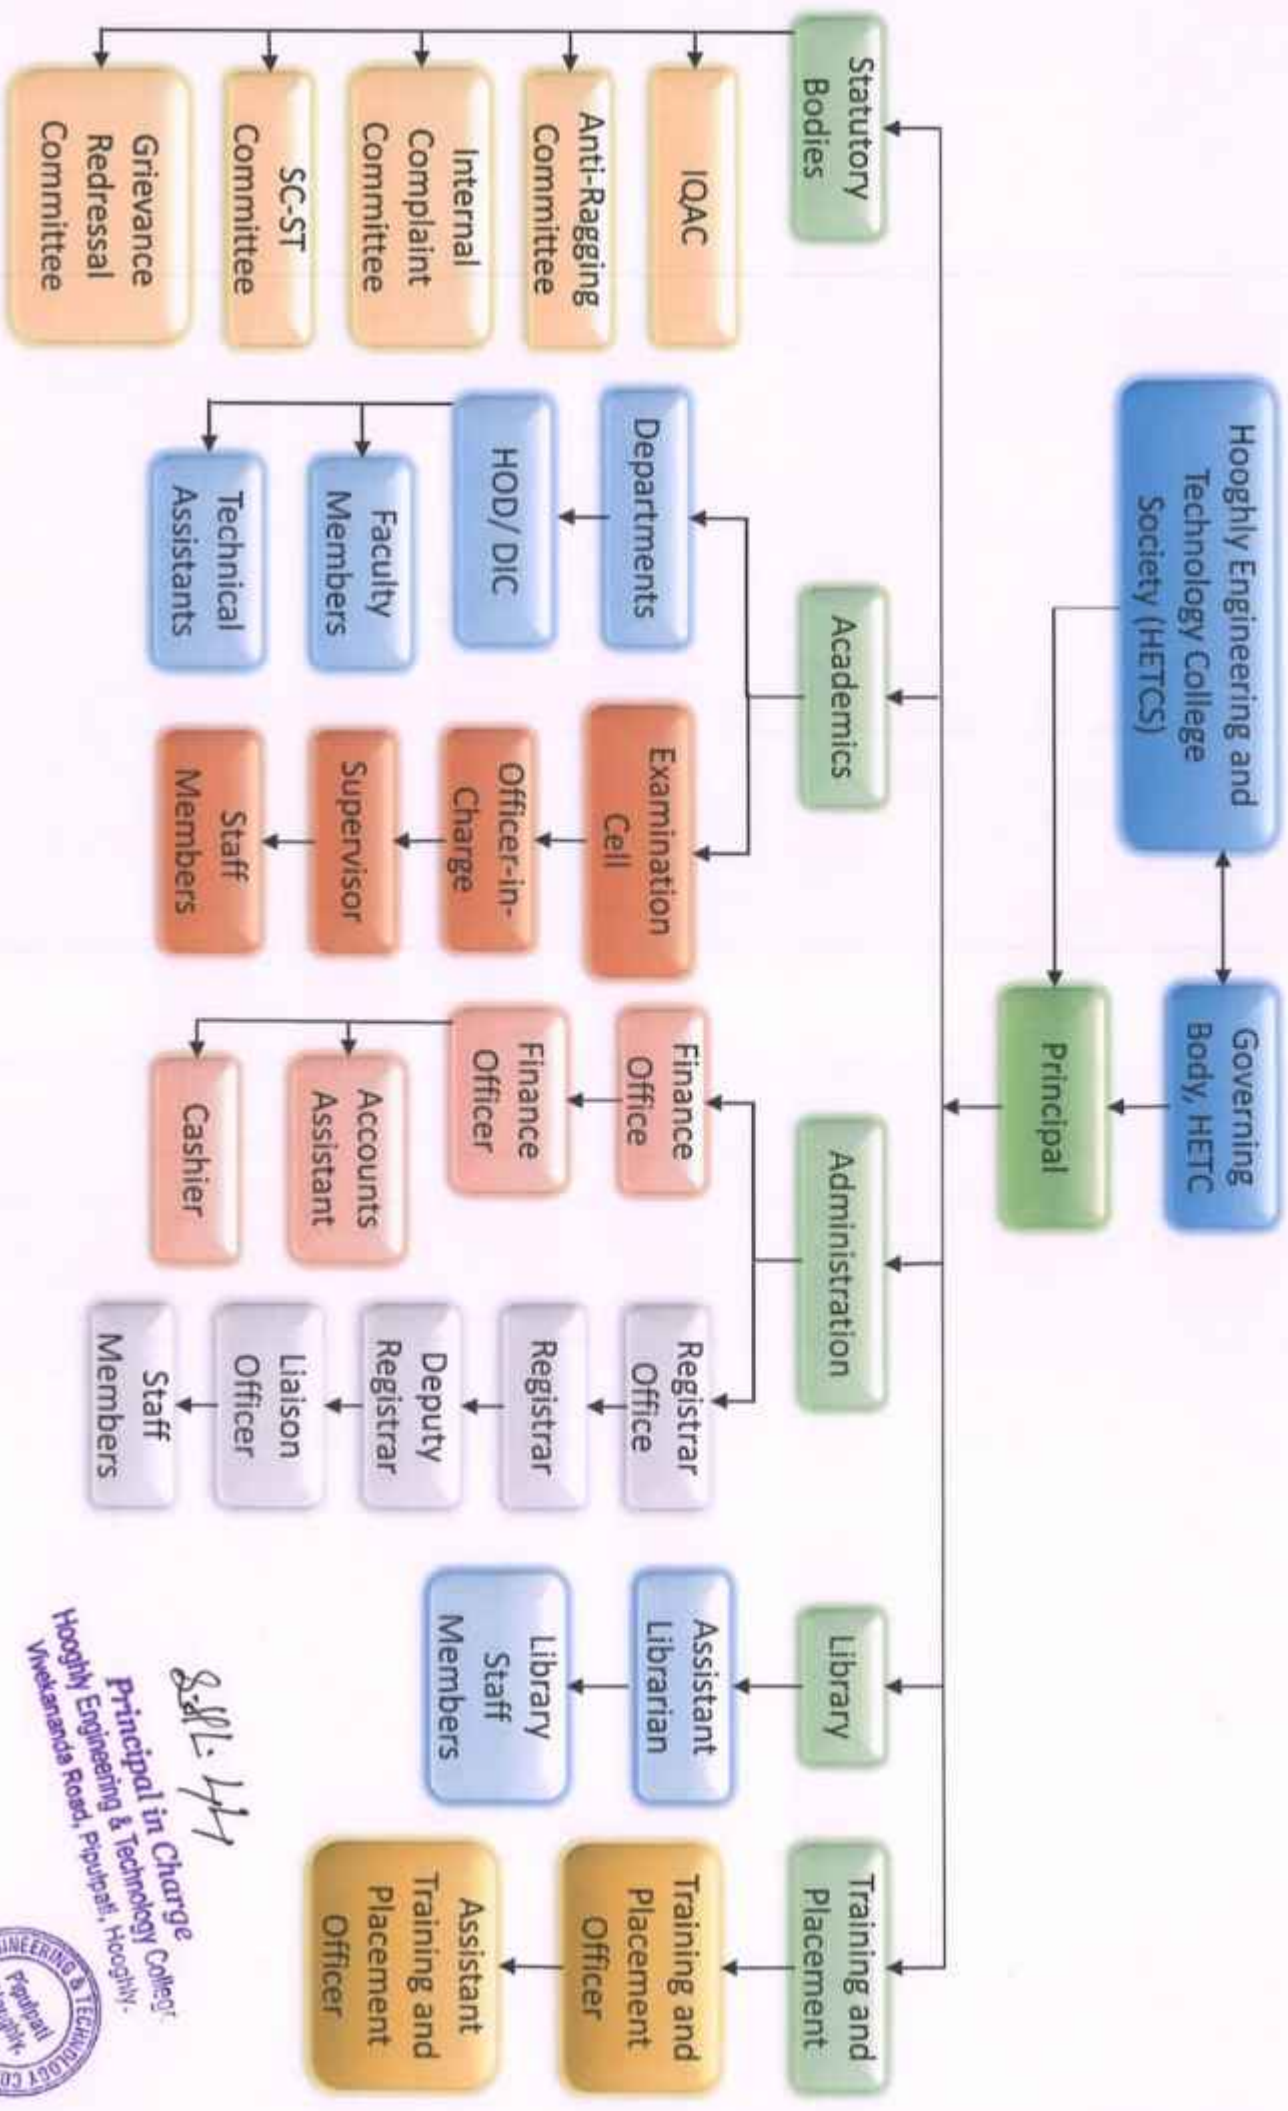 Hooghly Engineering and
Technology College
Society (HETCS)
Governing
Body, HETC
Principal
Statutory
Bodies
IQAC
Anti-Ragging
Committee
Internal
Complaint
Committee
SC-ST
Committee
Grievance
Redressal
Committee
Academics
Departments
HOD/ DIC
Faculty
Members
Technical
Assistants
Examination
Cell
Officer-in-
Charge
Supervisor
Staff
Members
Administration
Finance
Office
Finance
Officer
Accounts
Assistant
Cashier
Registrar
Office
Registrar
Deputy
Registrar
Liaison
Officer
Staff
Members
Library
Assistant
Librarian
Library
Staff
Members
Training and
Placement
Training and
Placement
Officer
Assistant
Training and
Placement
Officer
Principal in Charge
Hooghly Engineering & Technology College
Vivekananda Road, Pipulpati, Hooghly.
& TECHNOLOGY
Pipulpati